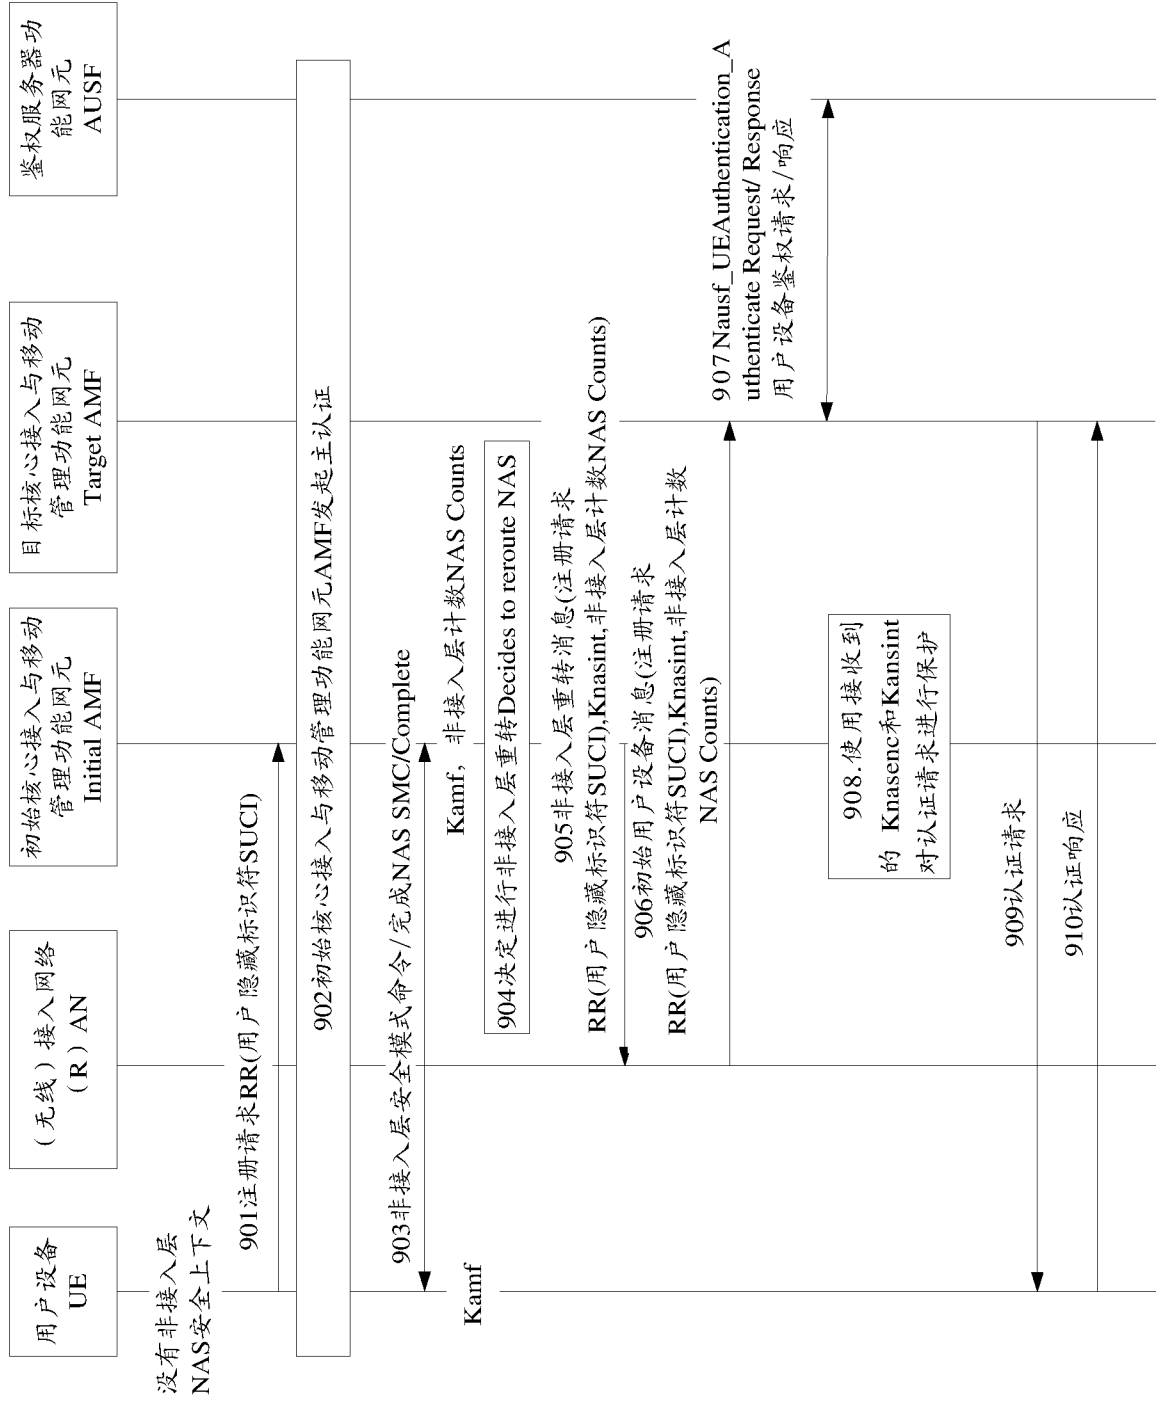 用户设备
UE
(无线)接入网络
(R)AN
初始核心接入与移动
管理功能网元
Initial AMF
目标核心接入与移动
管理功能网元
Target AMF
鉴权服务器功
能网元
AUSF
没有非接入层
NAS安全上下文
901注册请求RR(用户隐藏标识符SUCI)
902初始核心接入与移动管理功能网元AMF发起主认证
903非接入层安全模式命令/完成NAS SMC/Complete
Kamf
Kamf，非接入层计数NAS Counts
904决定进行非接入层重转Decides to reroute NAS
905非接入层重转消息(注册请求
RR(用户隐藏标识符SUCI),Knasint,非接入层计数NAS Counts)
906初始用户设备消息(注册请求
RR(用户隐藏标识符SUCI),Knasint,非接入层计数
NAS Counts)
907Nausf_UEAuthentication_A
uthenticate Request/ Response
用户设备鉴权请求/响应
908.使用接收到
的 Knasenc和Kansint
对认证请求进行保护
909认证请求
910认证响应